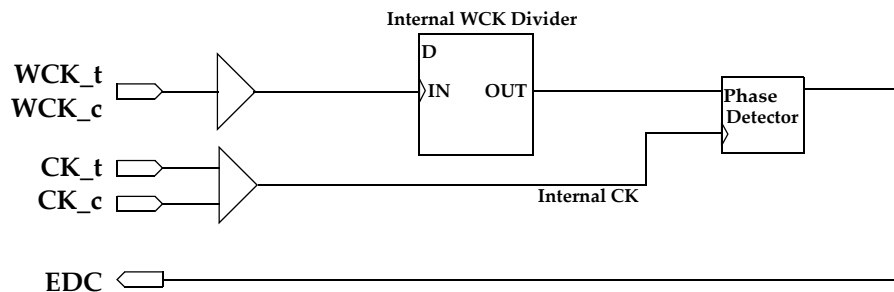 Internal WCK Divider
D
WCK_t
WCK_c
IN
OUT
Phase
Detector
CK_t
CK_c
Internal CK
EDC